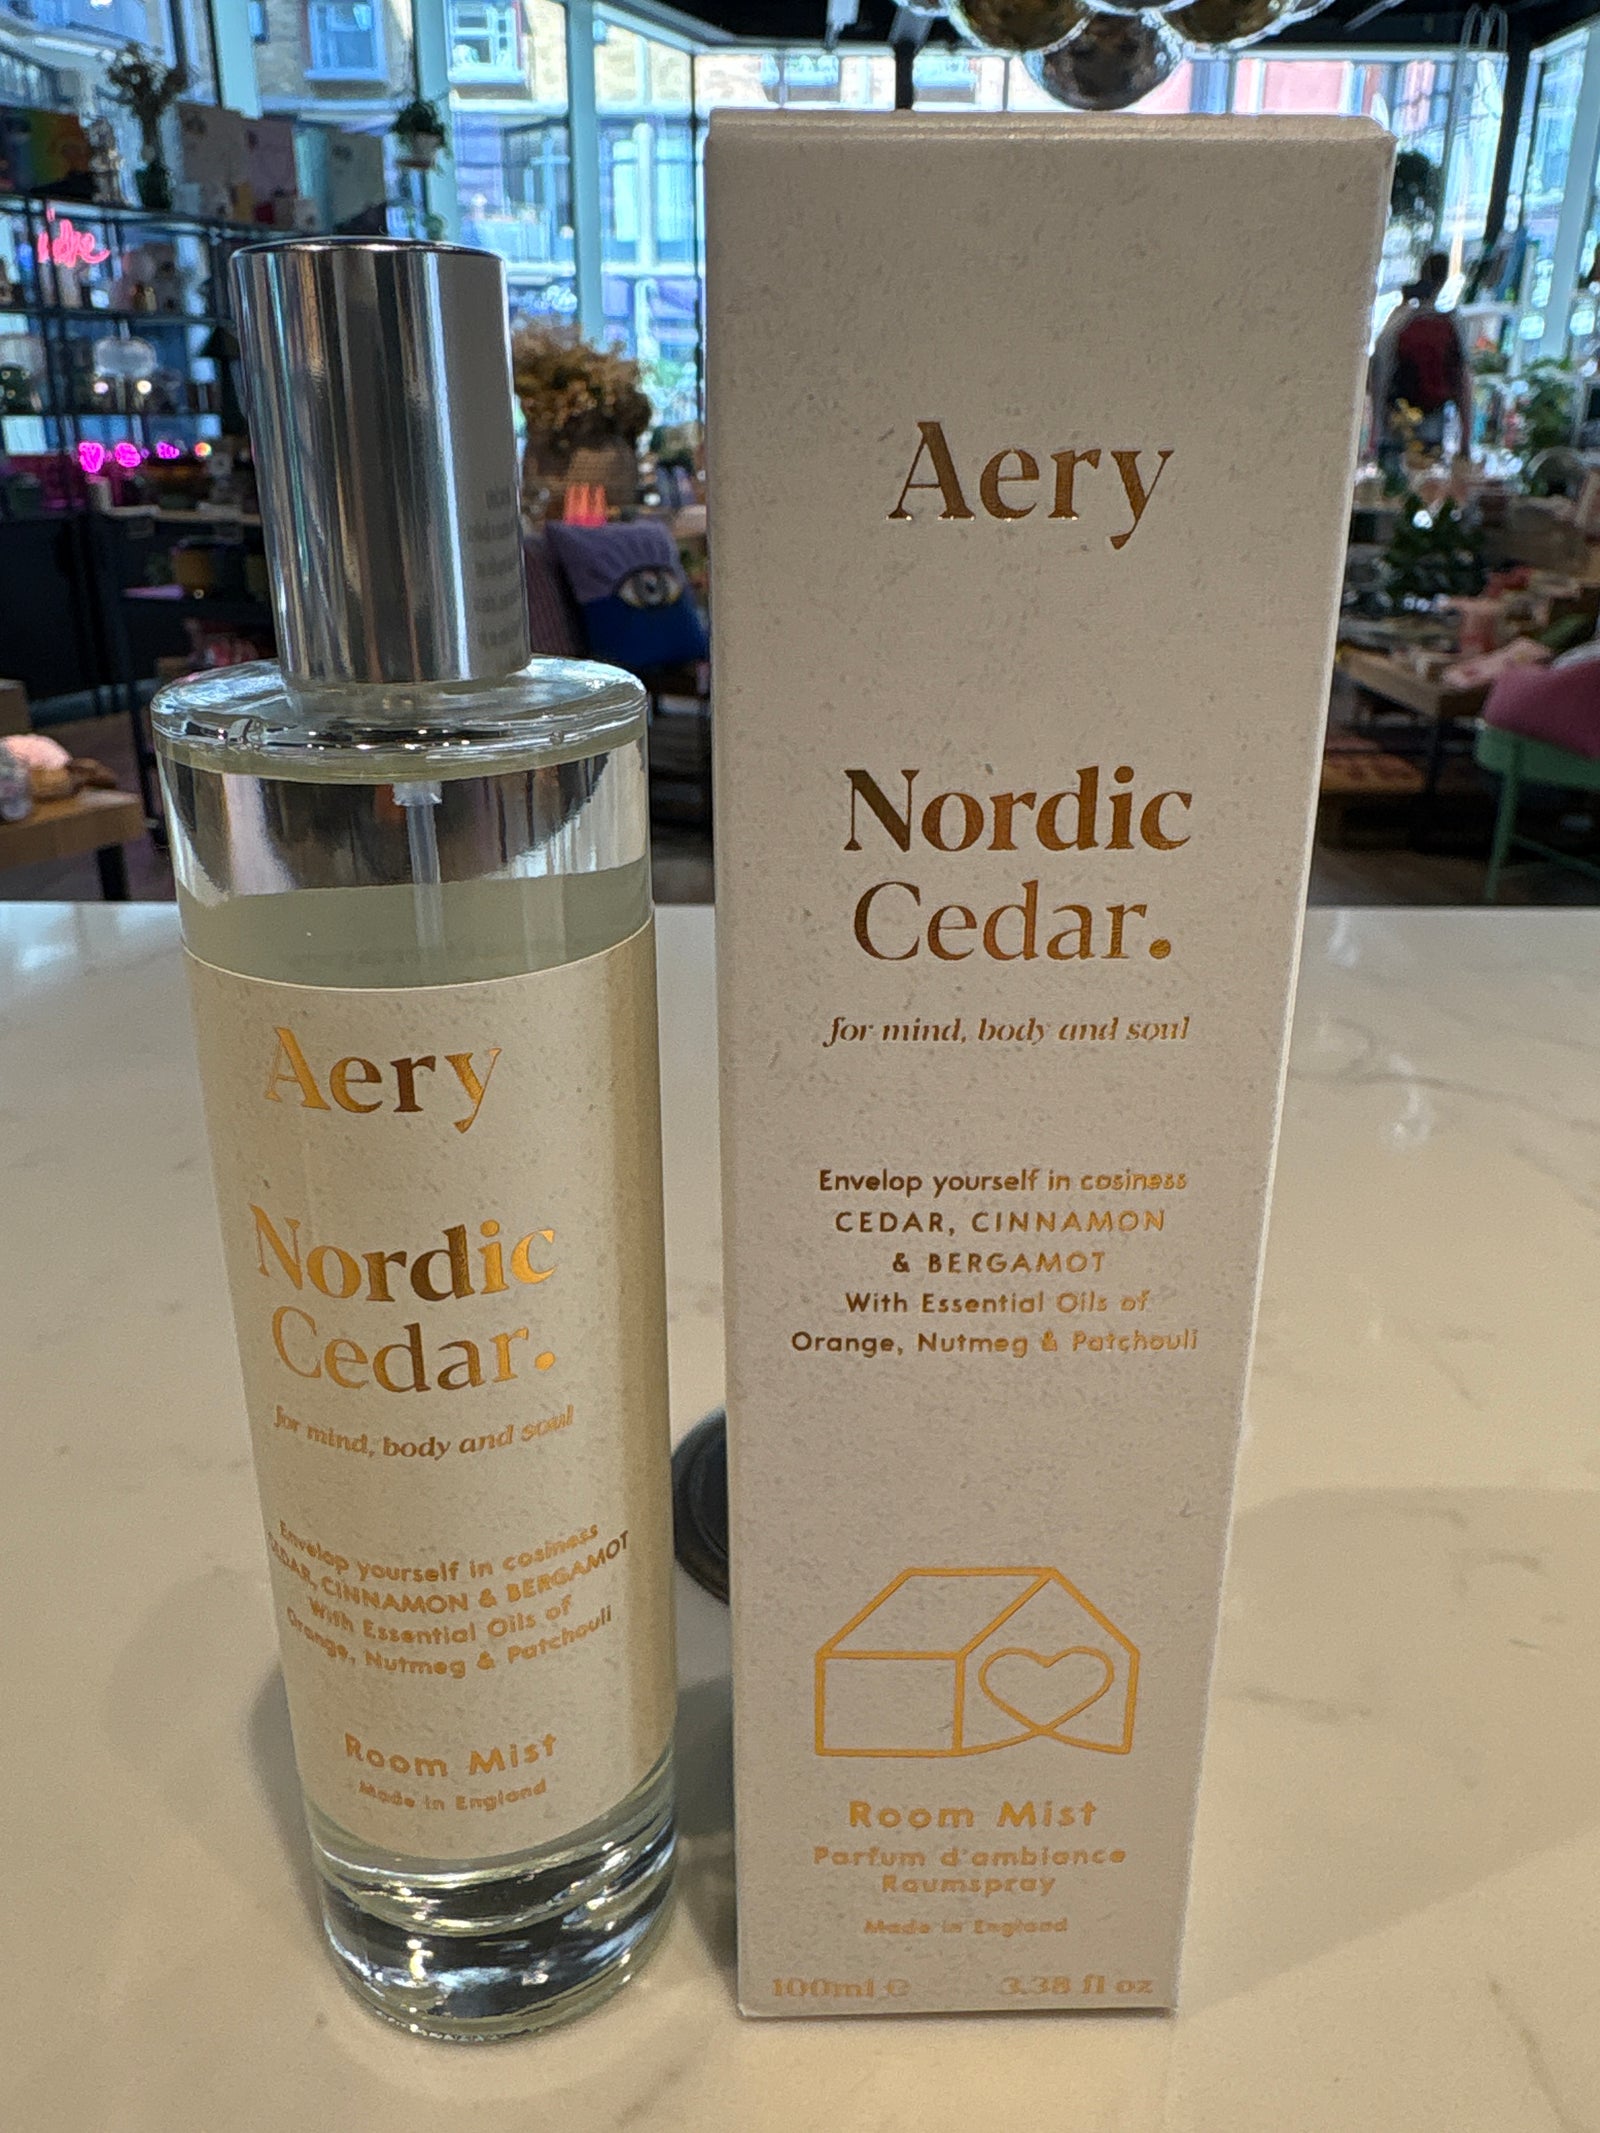 Aery
Nordic
Cedar.
for mind, body and soul
Envelop yourself in cosiness
CEDAR, CINNAMON & BERGAMOT
With Essential Oils of
Orange, Nutmeg & Patchouli
Room Mist
Made in England
Aery
Nordic
Cedar.
for mind, body and soul
Envelop yourself in cosiness
CEDAR, CINNAMON
& BERGAMOT
With Essential Oils of
Orange, Nutmeg & Patchouli
Room Mist
Parfum d'ambiance
Raumspray
Made in England
100ml e 3.38 fl oz